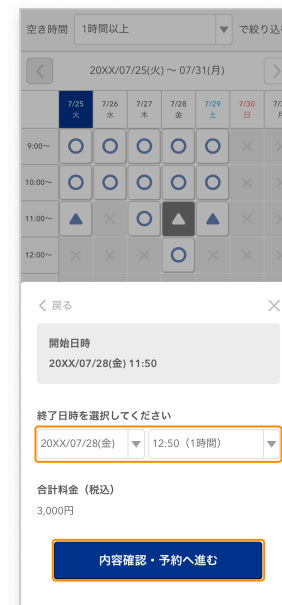 空き時間 1時間以上 ▼ で絞り込
20XX/07/25(火)～07/31(月)
7/25 7/26 7/27 7/28 7/29 7/30
火 水 木 金 土 日
9:00～
10:00～
11:00～
12:00～
戻る
開始日時
20XX/07/28(金) 11:50
終了日時を選択してください
20XX/07/28(金) ▼ 12:50（1時間） ▼
合計料金（税込）
3,000円
内容確認・予約へ進む